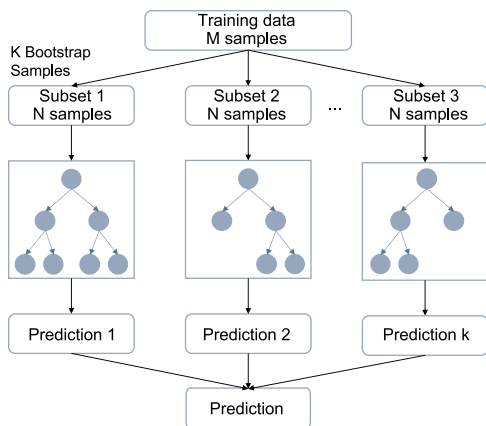 Training data
M samples
K Bootstrap
Samples
Subset 1
N samples
Subset 2
N samples
...
Subset 3
N samples
Prediction 1
Prediction 2
Prediction k
Prediction